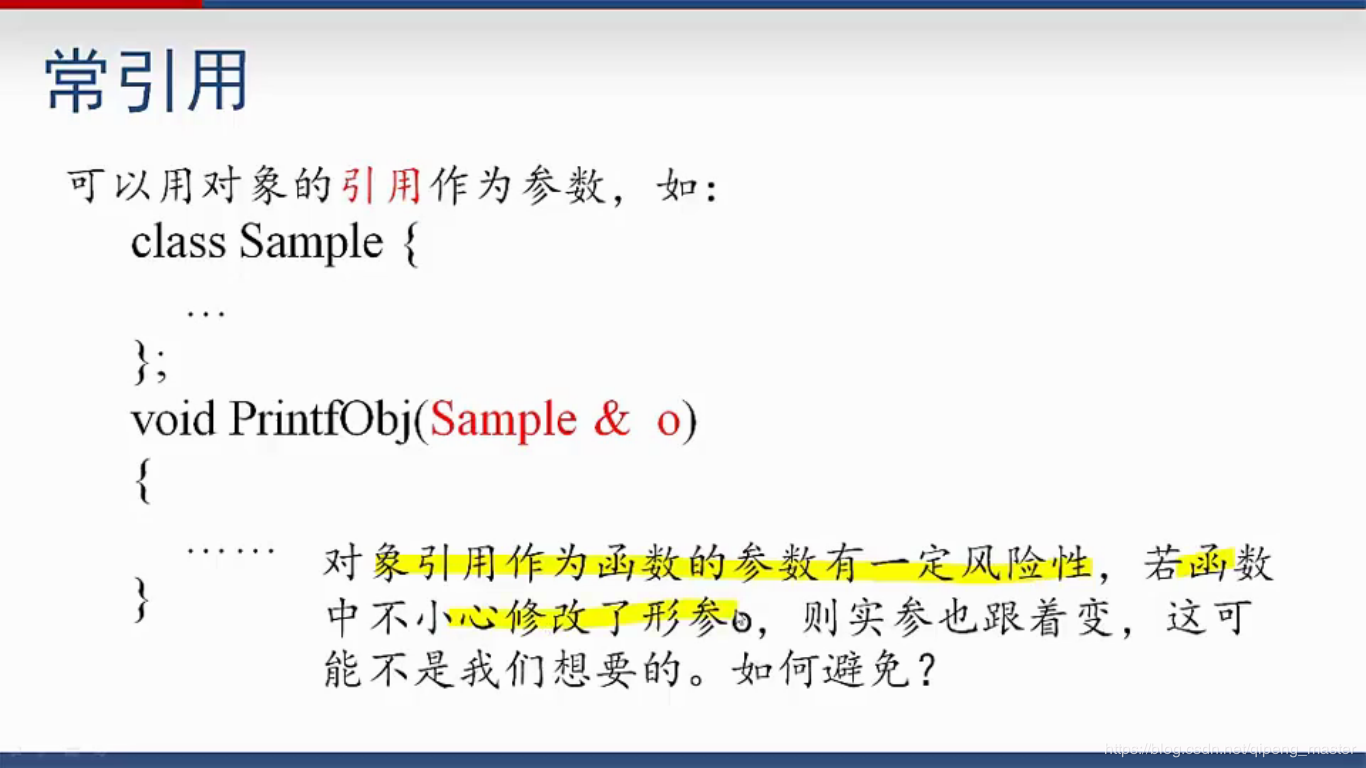 常引用
可以用对象的引用作为参数，如：
class Sample {
…
};
void PrintfObj(Sample & o)
{
……
}
对象引用作为函数的参数有一定风险性，若函数
中不小心修改了形参o，则实参也跟着变，这可
能不是我们想要的。如何避免？
https://blog.csdn.net/qipeng_master